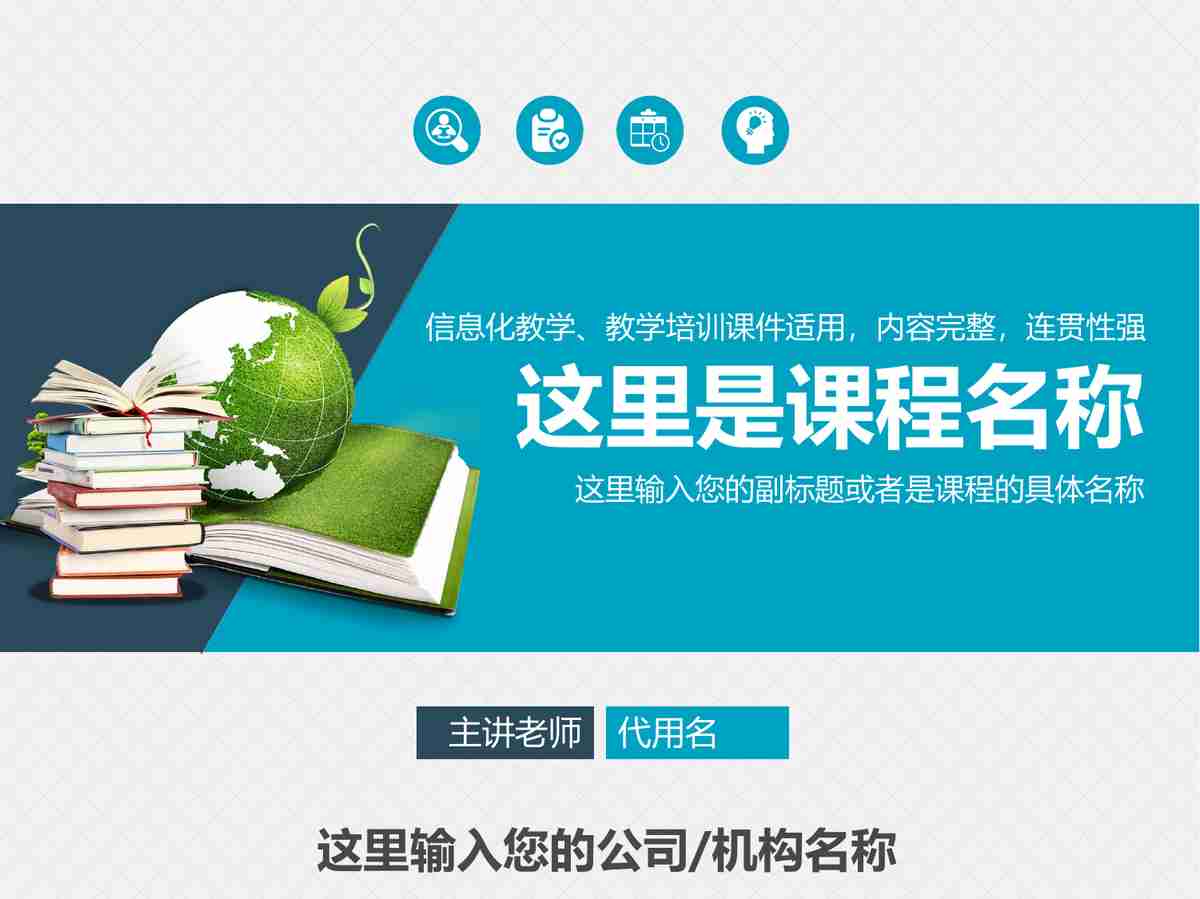 信息化教学、教学培训课件适用，内容完整，连贯性强
这里是课程名称
这里输入您的副标题或者是课程的具体名称
主讲老师 代用名
这里输入您的公司/机构名称